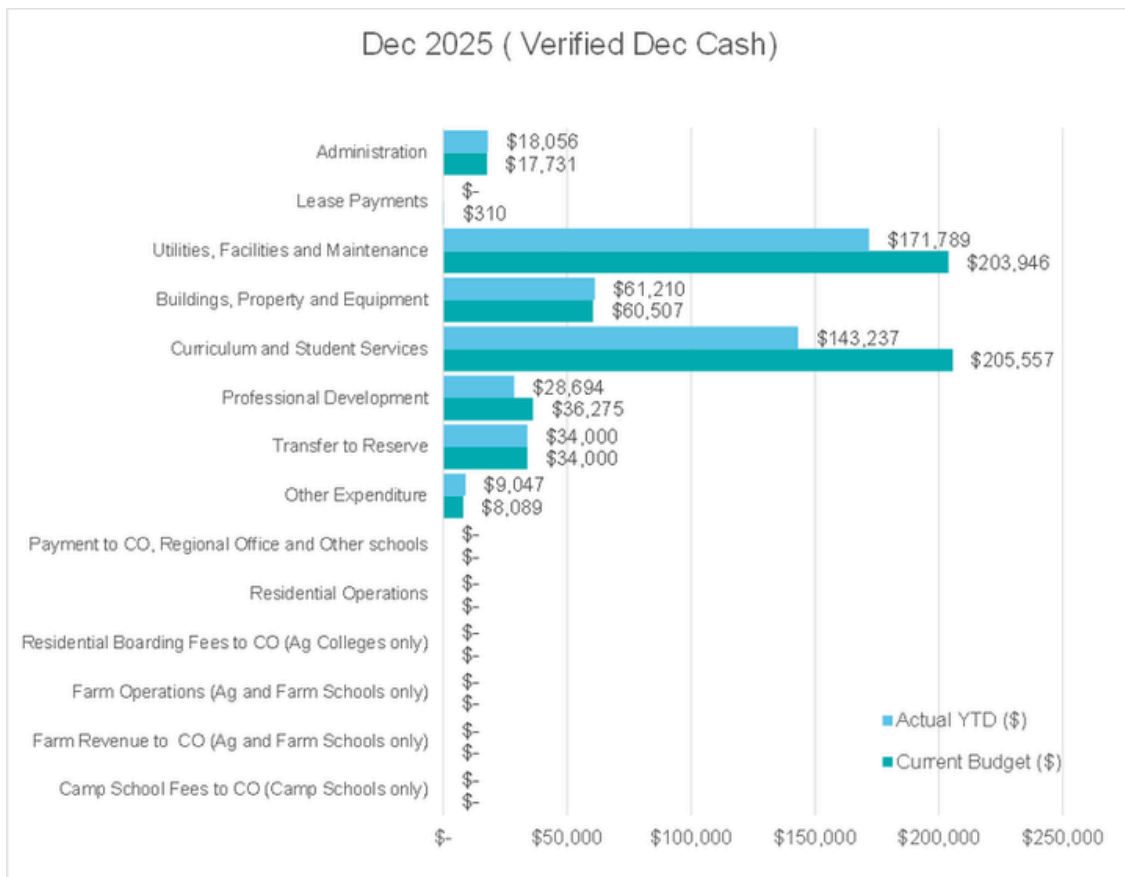 Dec 2025 ( Verified Dec Cash)
Administration
$18,056
$17,731
Lease Payments
$-
$310
Utilities, Facilities and Maintenance
$171,789
$203,946
Buildings, Property and Equipment
$61,210
$60,507
Curriculum and Student Services
$143,237
$205,557
Professional Development
$28,694
$36,275
Transfer to Reserve
$34,000
$34,000
Other Expenditure
$9,047
$8,089
Payment to CO, Regional Office and Other schools
$-
$-
Residential Operations
$-
$-
Residential Boarding Fees to CO (Ag Colleges only)
$-
$-
Farm Operations (Ag and Farm Schools only)
$-
$-
Farm Revenue to  CO (Ag and Farm Schools only)
$-
$-
Camp School Fees to CO (Camp Schools only)
$-
$-
Actual YTD ($)
Current Budget ($)
$- $50,000 $100,000 $150,000 $200,000 $250,000